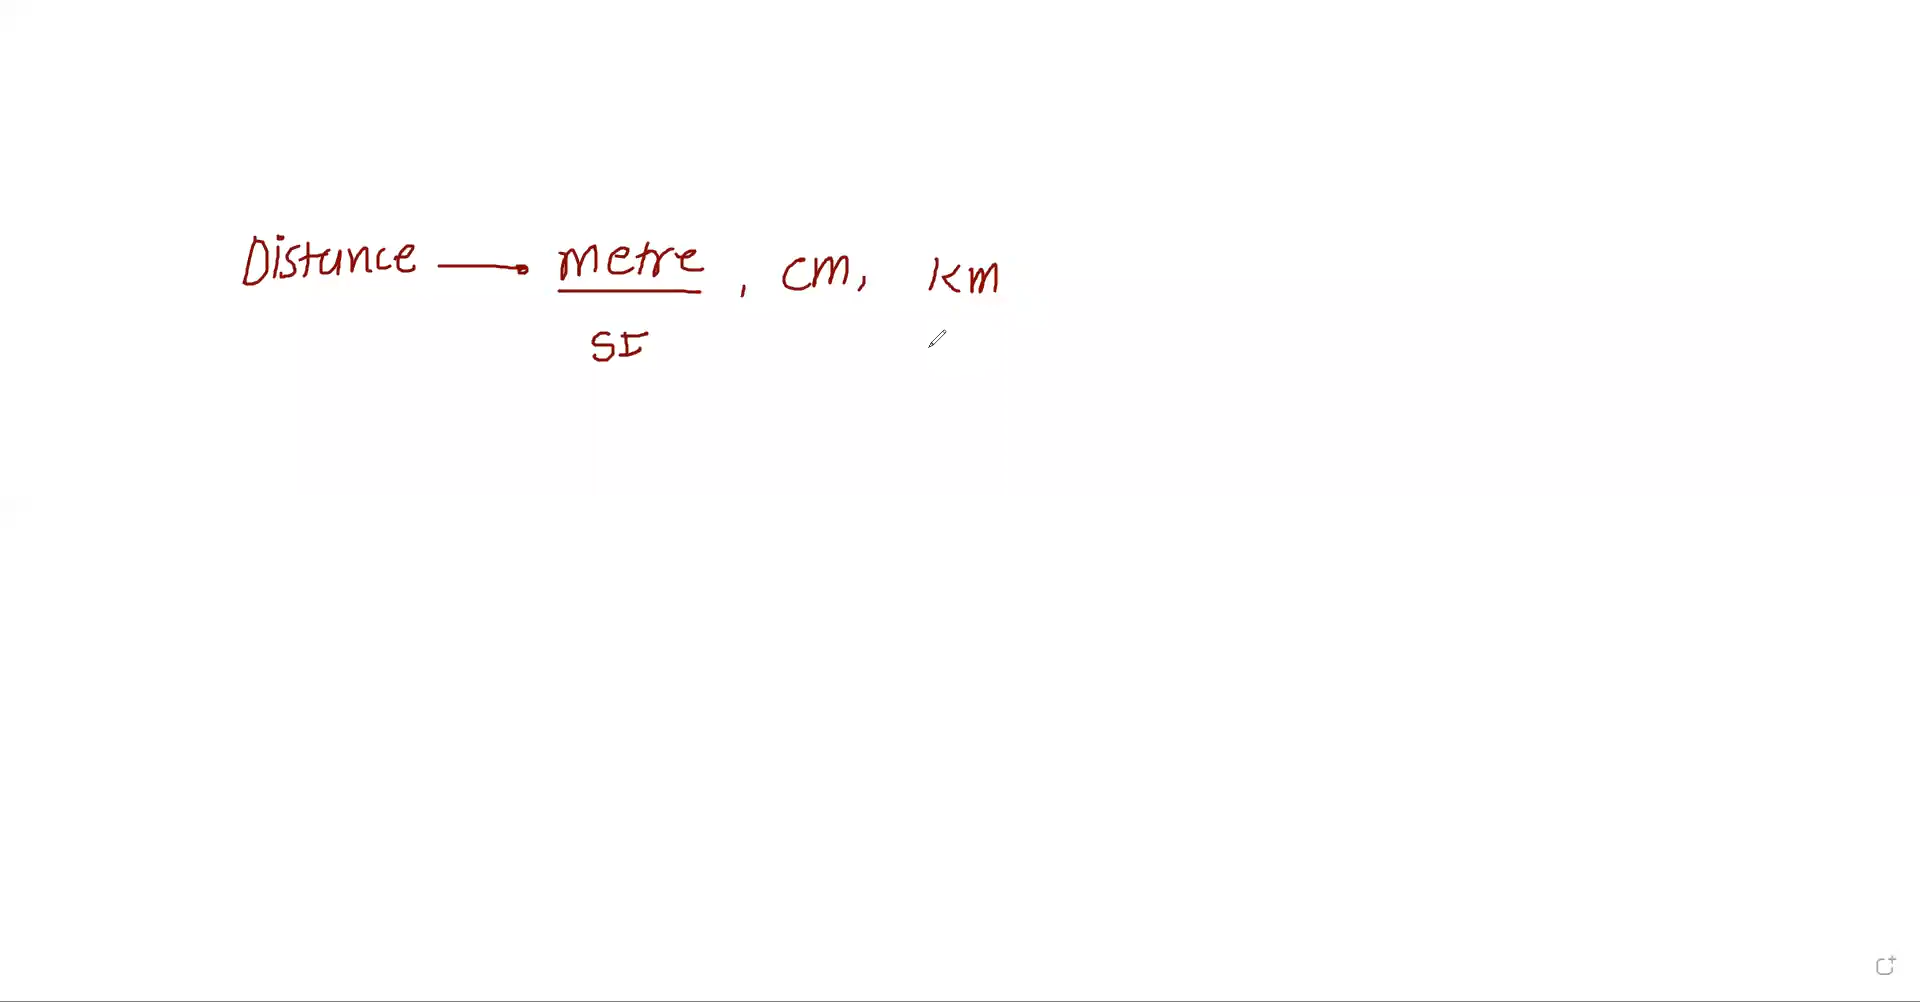 Distance → metre, cm, km
SI